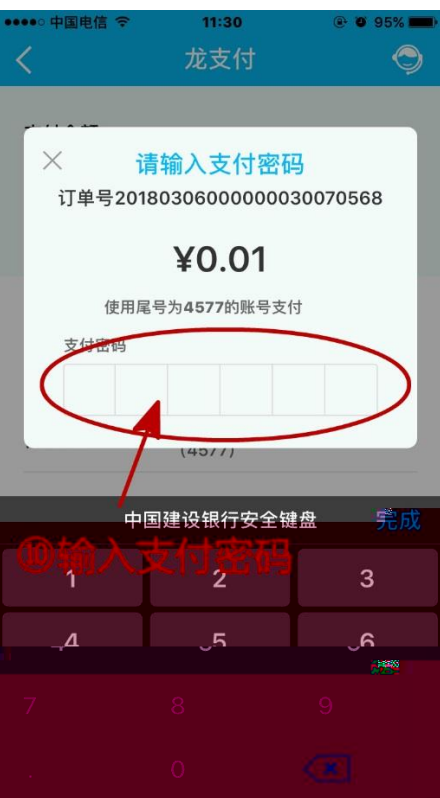 中国电信 11:30 95%
龙支付
请输入支付密码
订单号20180306000000030070568
¥0.01
使用尾号为4577的账号支付
支付密码
(4577)
中国建设银行安全键盘 完成
⑩输入支付密码
1 2 3
4 5 6
7 8 9
. 0